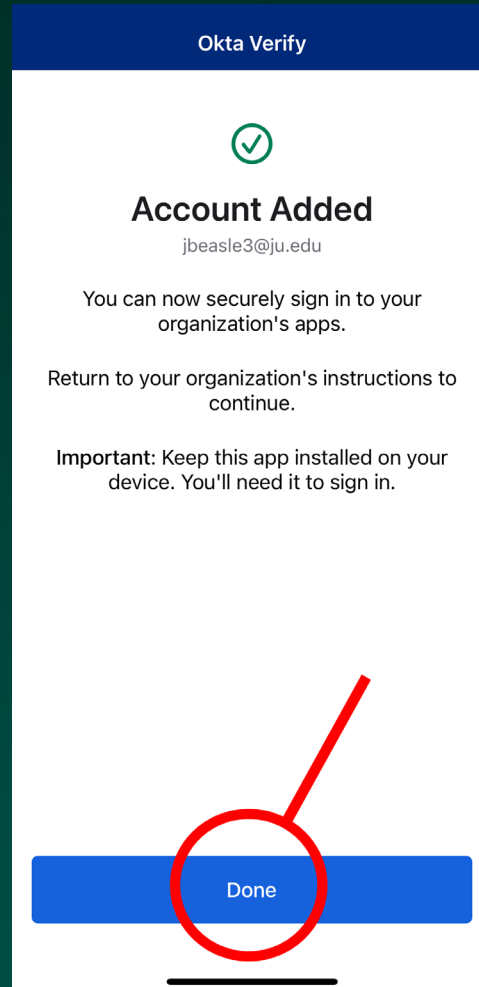 Okta Verify
Account Added
jbeasle3@ju.edu
You can now securely sign in to your
organization's apps.
Return to your organization's instructions to
continue.
Important: Keep this app installed on your
device. You'll need it to sign in.
Done